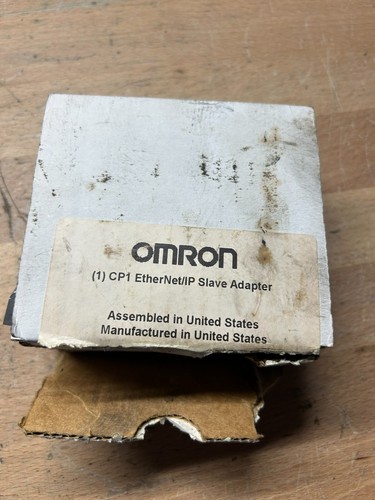 OMRON
(1) CP1 EtherNet/IP Slave Adapter
Assembled in United States
Manufactured in United States